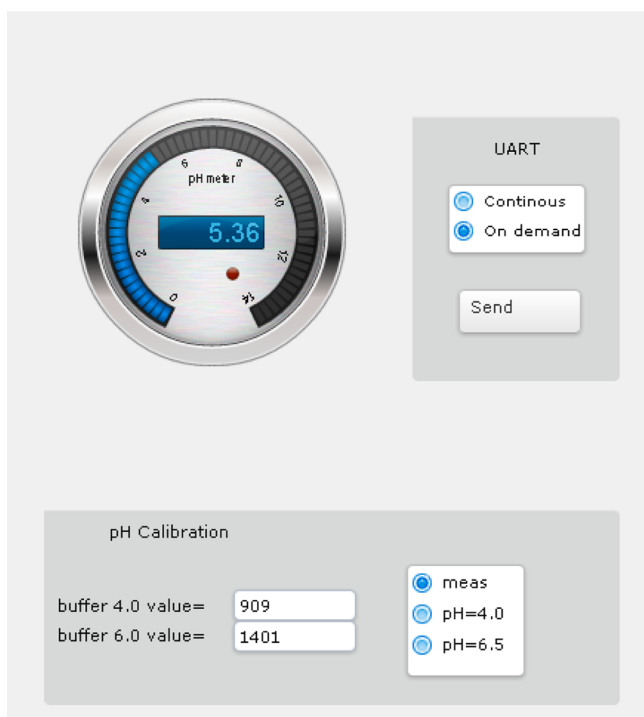 6
8
pH meter
4
10
5.36
2
12
0
14
UART
Continous
On demand
Send
pH Calibration
buffer 4.0 value=
909
buffer 6.0 value=
1401
meas
pH=4.0
pH=6.5